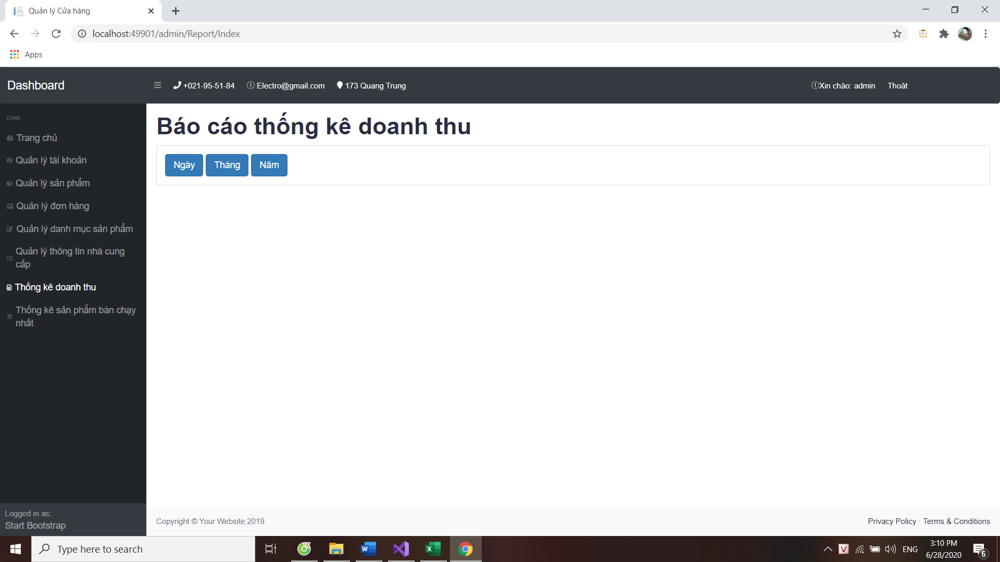 Quản lý Cửa hàng
localhost:49901/admin/Report/Index
Apps
Dashboard
+021-95-51-84
Electro@gmail.com
173 Quang Trung
Xin chào: admin
Thoát
CORE
Trang chủ
Quản lý tài khoản
Quản lý sản phẩm
Quản lý đơn hàng
Quản lý danh mục sản phẩm
Quản lý thông tin nhà cung
cấp
Thống kê doanh thu
Thống kê sản phẩm bán chạy
nhất
Logged in as:
Start Bootstrap
Báo cáo thống kê doanh thu
Ngày
Tháng
Năm
Copyright © Your Website 2019
Privacy Policy · Terms & Conditions
Type here to search
ENG
3:10 PM
6/28/2020
6